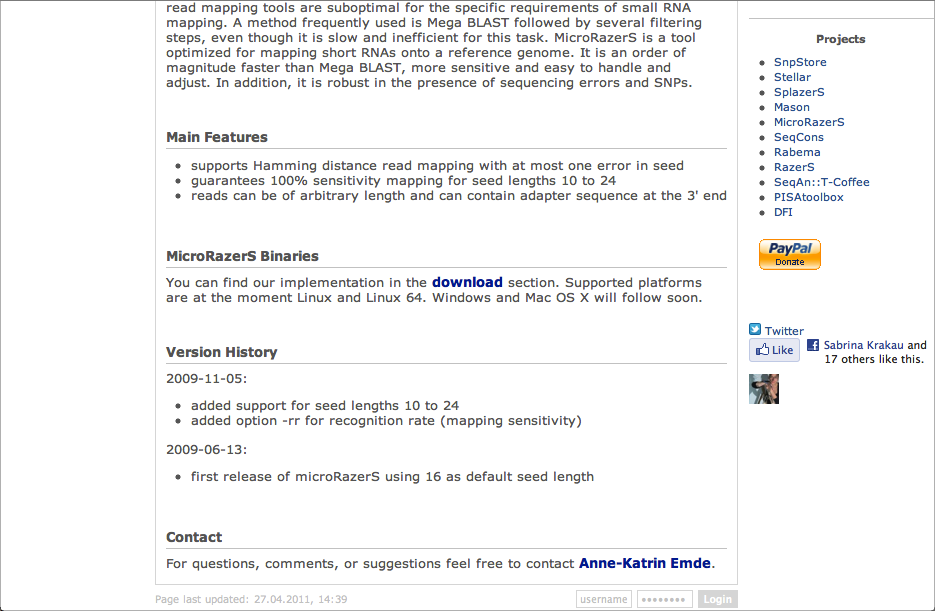 read mapping tools are suboptimal for the specific requirements of small RNA
mapping. A method frequently used is Mega BLAST followed by several filtering
steps, even though it is slow and inefficient for this task. MicroRazerS is a tool
optimized for mapping short RNAs onto a reference genome. It is an order of
magnitude faster than Mega BLAST, more sensitive and easy to handle and
adjust. In addition, it is robust in the presence of sequencing errors and SNPs.
Main Features
• supports Hamming distance read mapping with at most one error in seed
• guarantees 100% sensitivity mapping for seed lengths 10 to 24
• reads can be of arbitrary length and can contain adapter sequence at the 3' end
MicroRazerS Binaries
You can find our implementation in the download section. Supported platforms
are at the moment Linux and Linux 64. Windows and Mac OS X will follow soon.
Version History
2009-11-05:
• added support for seed lengths 10 to 24
• added option -rr for recognition rate (mapping sensitivity)
2009-06-13:
• first release of microRazerS using 16 as default seed length
Contact
For questions, comments, or suggestions feel free to contact Anne-Katrin Emde.
Page last updated: 27.04.2011, 14:39
username •••••••• Login
Projects
• SnpStore
• Stellar
• SplazerS
• Mason
• MicroRazerS
• SeqCons
• Rabema
• RazerS
• SeqAn::T-Coffee
• PISAtoolbox
• DFI
PayPal
Donate
Twitter
Like
Sabrina Krakau and
17 others like this.